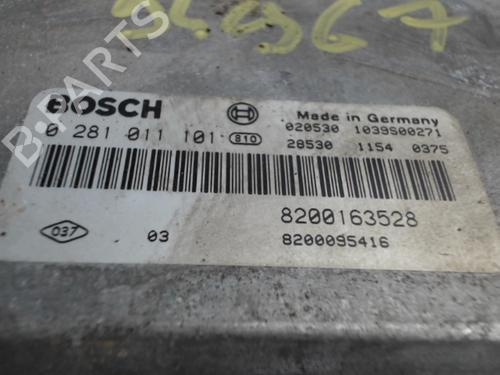 BOSCH
Made in Germany
0 281 011 101 810
020530 1039S00271
28530 1154 0375
8200163528
037 03 8200095416
B-PARTS